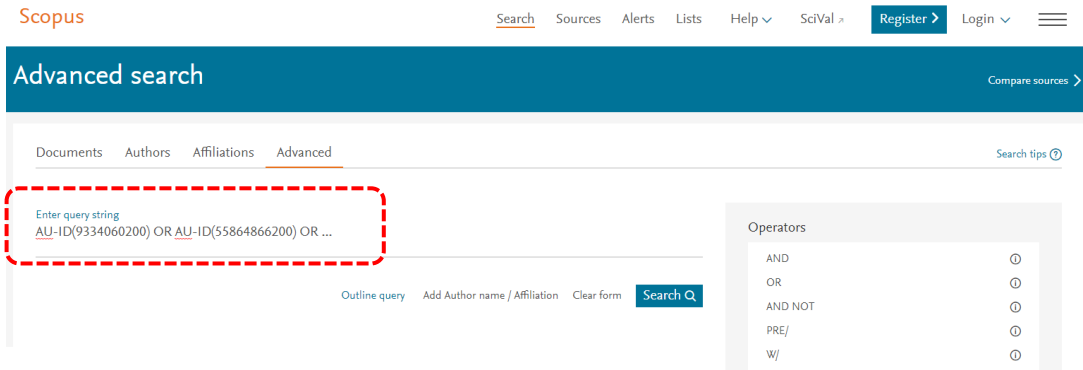 Scopus
Search Sources Alerts Lists Help SciVal Register Login
Advanced search
Compare sources
Documents Authors Affiliations Advanced
Search tips
Enter query string
AU-ID(9334060200) OR AU-ID(55864866200) OR ...
Outline query Add Author name / Affiliation Clear form Search
Operators
AND
OR
AND NOT
PRE/
W/